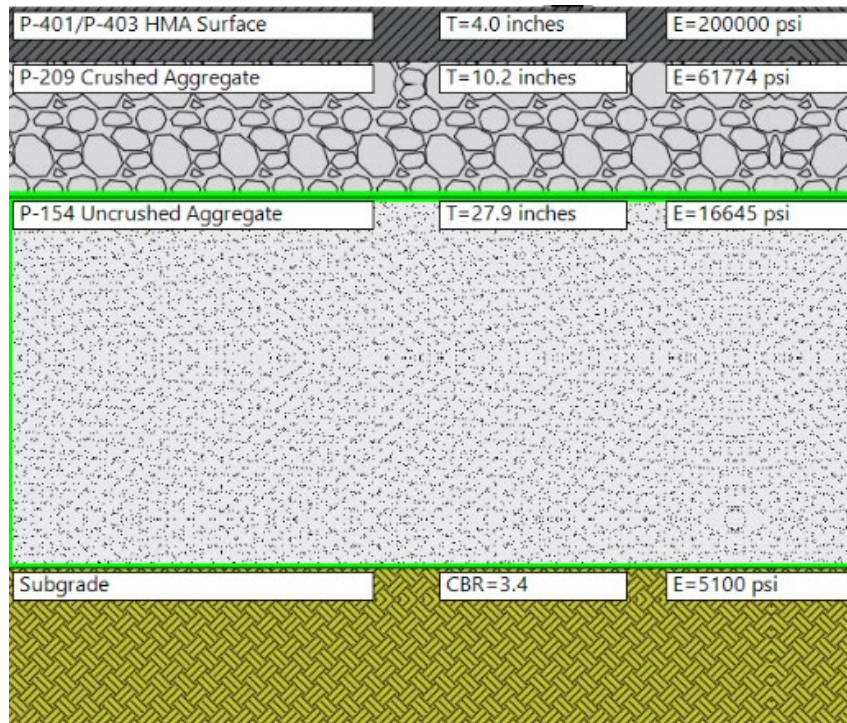 P-401/P-403 HMA Surface T=4.0 inches E=200000 psi
P-209 Crushed Aggregate T=10.2 inches E=61774 psi
P-154 Uncrushed Aggregate T=27.9 inches E=16645 psi
Subgrade CBR=3.4 E=5100 psi